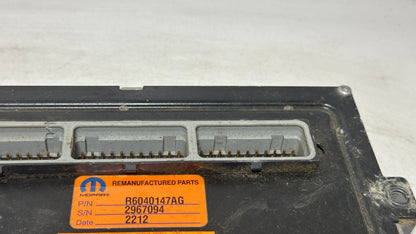 REMANUFACTURED PARTS
MOPAR
P/N R6040147AG
S/N 2967094
Date 2212